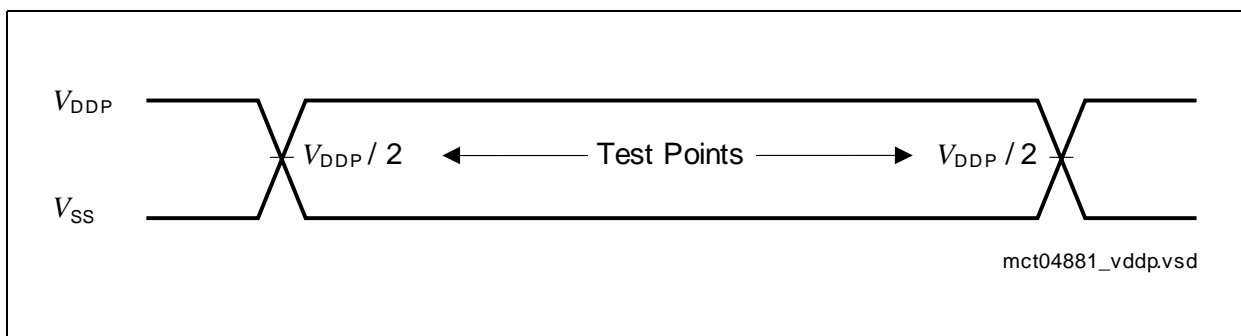 VDDP
VDDP / 2 Test Points VDDP / 2
VSS
mct04881_vddp.vsd